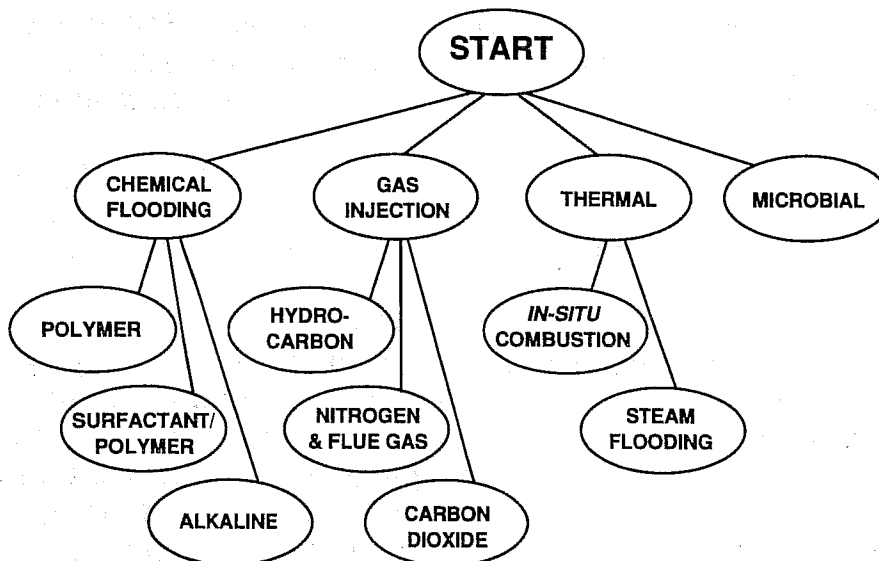 START
CHEMICAL
FLOODING
GAS
INJECTION
THERMAL
MICROBIAL
POLYMER
HYDRO-
CARBON
IN-SITU
COMBUSTION
SURFACTANT/
POLYMER
NITROGEN
& FLUE GAS
STEAM
FLOODING
ALKALINE
CARBON
DIOXIDE